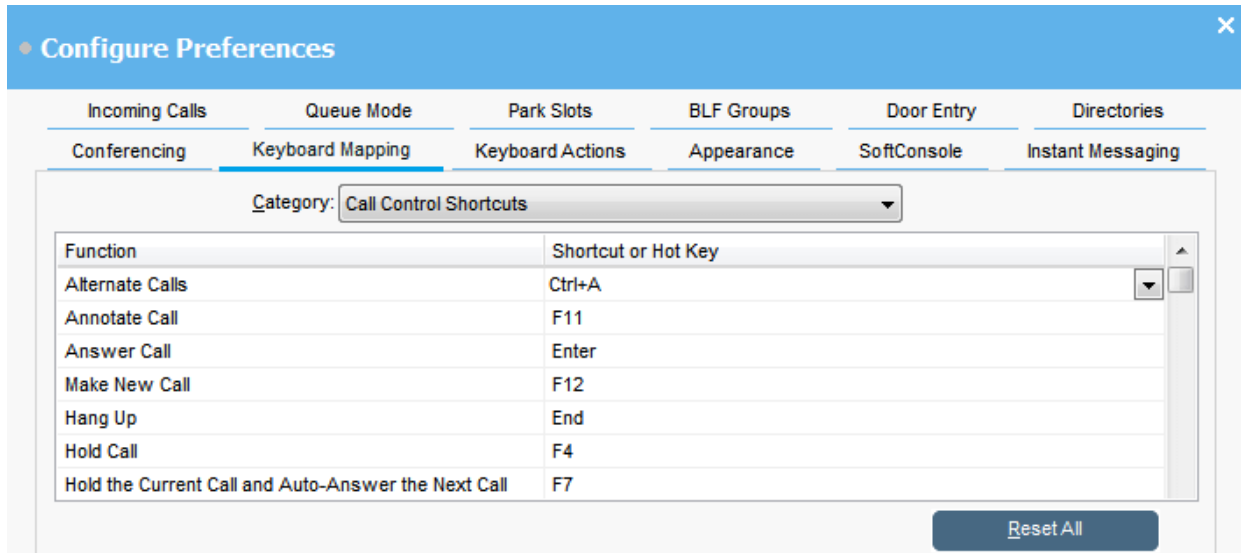 Configure Preferences
Incoming Calls Queue Mode Park Slots BLF Groups Door Entry Directories
Conferencing Keyboard Mapping Keyboard Actions Appearance SoftConsole Instant Messaging
Category: Call Control Shortcuts
Function Shortcut or Hot Key
Alternate Calls Ctrl+A
Annotate Call F11
Answer Call Enter
Make New Call F12
Hang Up End
Hold Call F4
Hold the Current Call and Auto-Answer the Next Call F7
Reset All